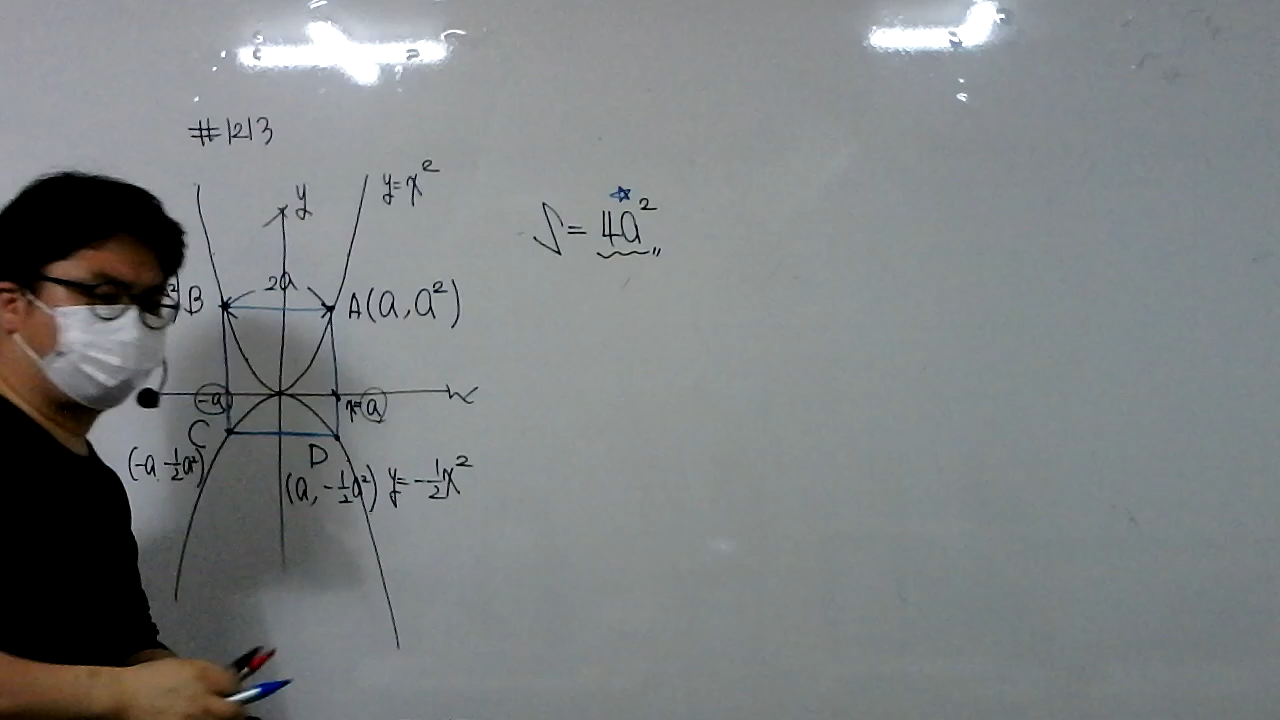 #1213
y
y=x²
S = 4a²
2a
B
A(a, a²)
-a
x=a
x
C
D
(-a, -½a²)
(a, -½a²)
y=-½x²